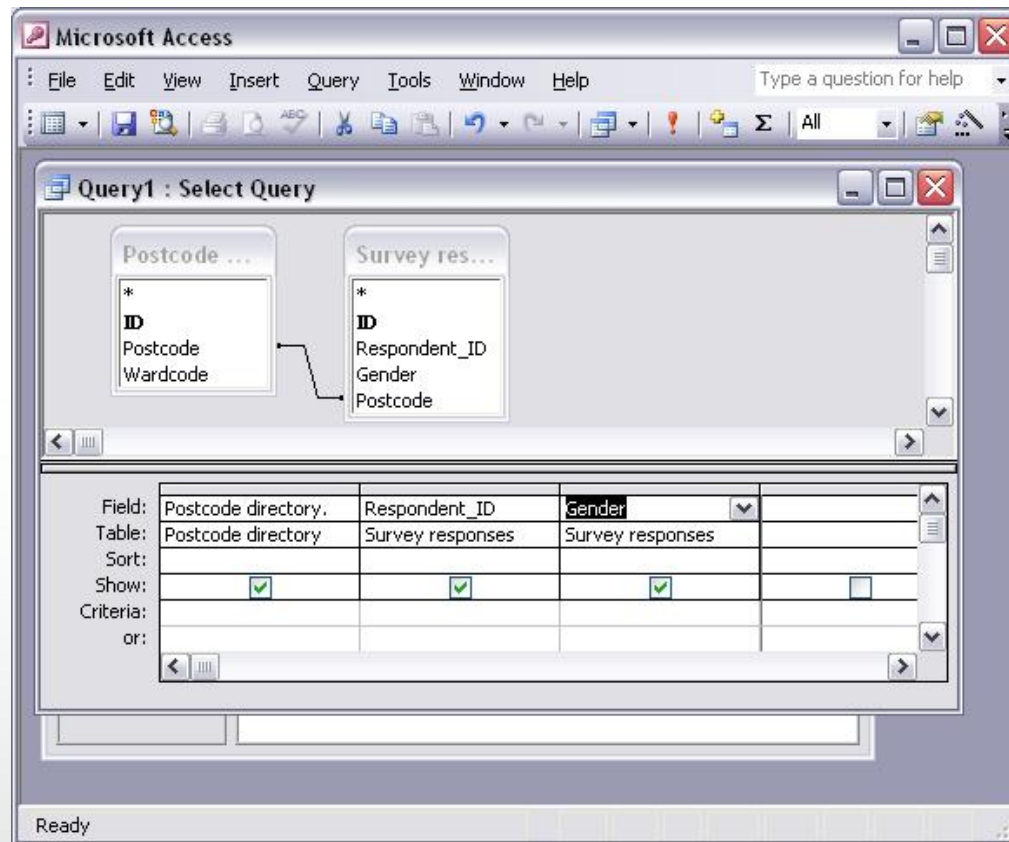 Microsoft Access
File Edit View Insert Query Tools Window Help Type a question for help
ABC Σ All
Query1 : Select Query
Postcode ... Survey res...
* *
ID ID
Postcode Respondent_ID
Wardcode Gender
Postcode
Field: Postcode directory. Respondent_ID Gender
Table: Postcode directory Survey responses Survey responses
Sort:
Show:
Criteria:
or:
Ready